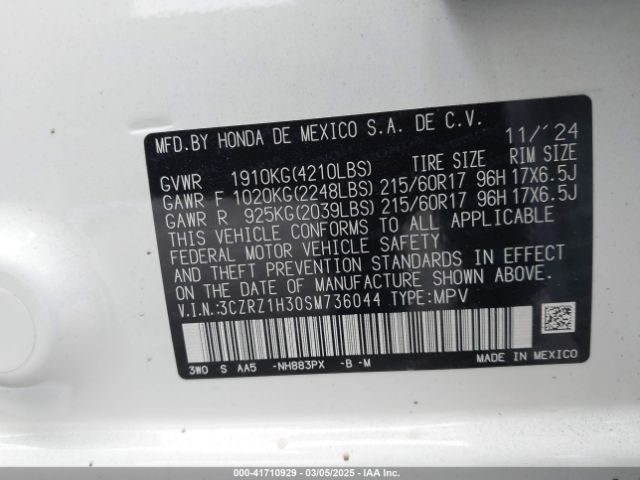 MFD. BY HONDA DE MEXICO S.A. DE C.V. 11/'24
GVWR 1910KG(4210LBS) TIRE SIZE RIM SIZE
GAWR F 1020KG(2248LBS) 215/60R17 96H 17X6.5J
GAWR R 925KG(2039LBS) 215/60R17 96H 17X6.5J
THIS VEHICLE CONFORMS TO ALL APPLICABLE
FEDERAL MOTOR VEHICLE SAFETY
AND THEFT PREVENTION STANDARDS IN EFFECT
ON THE DATE OF MANUFACTURE SHOWN ABOVE.
V.I.N.:3CZRZ1H30SM736044 TYPE:MPV
3W0 S AA5 -NH883PX -B -M
MADE IN MEXICO
000-41710929 - 03/05/2025 - IAA Inc.